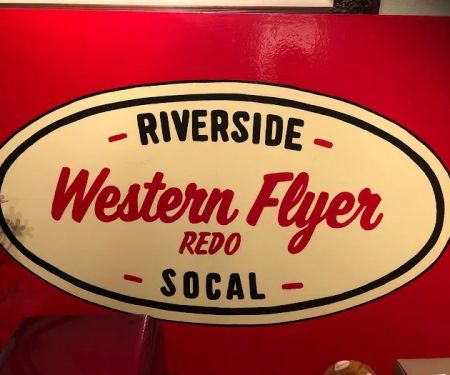 - RIVERSIDE -
Western Flyer
REDO
- SOCAL -